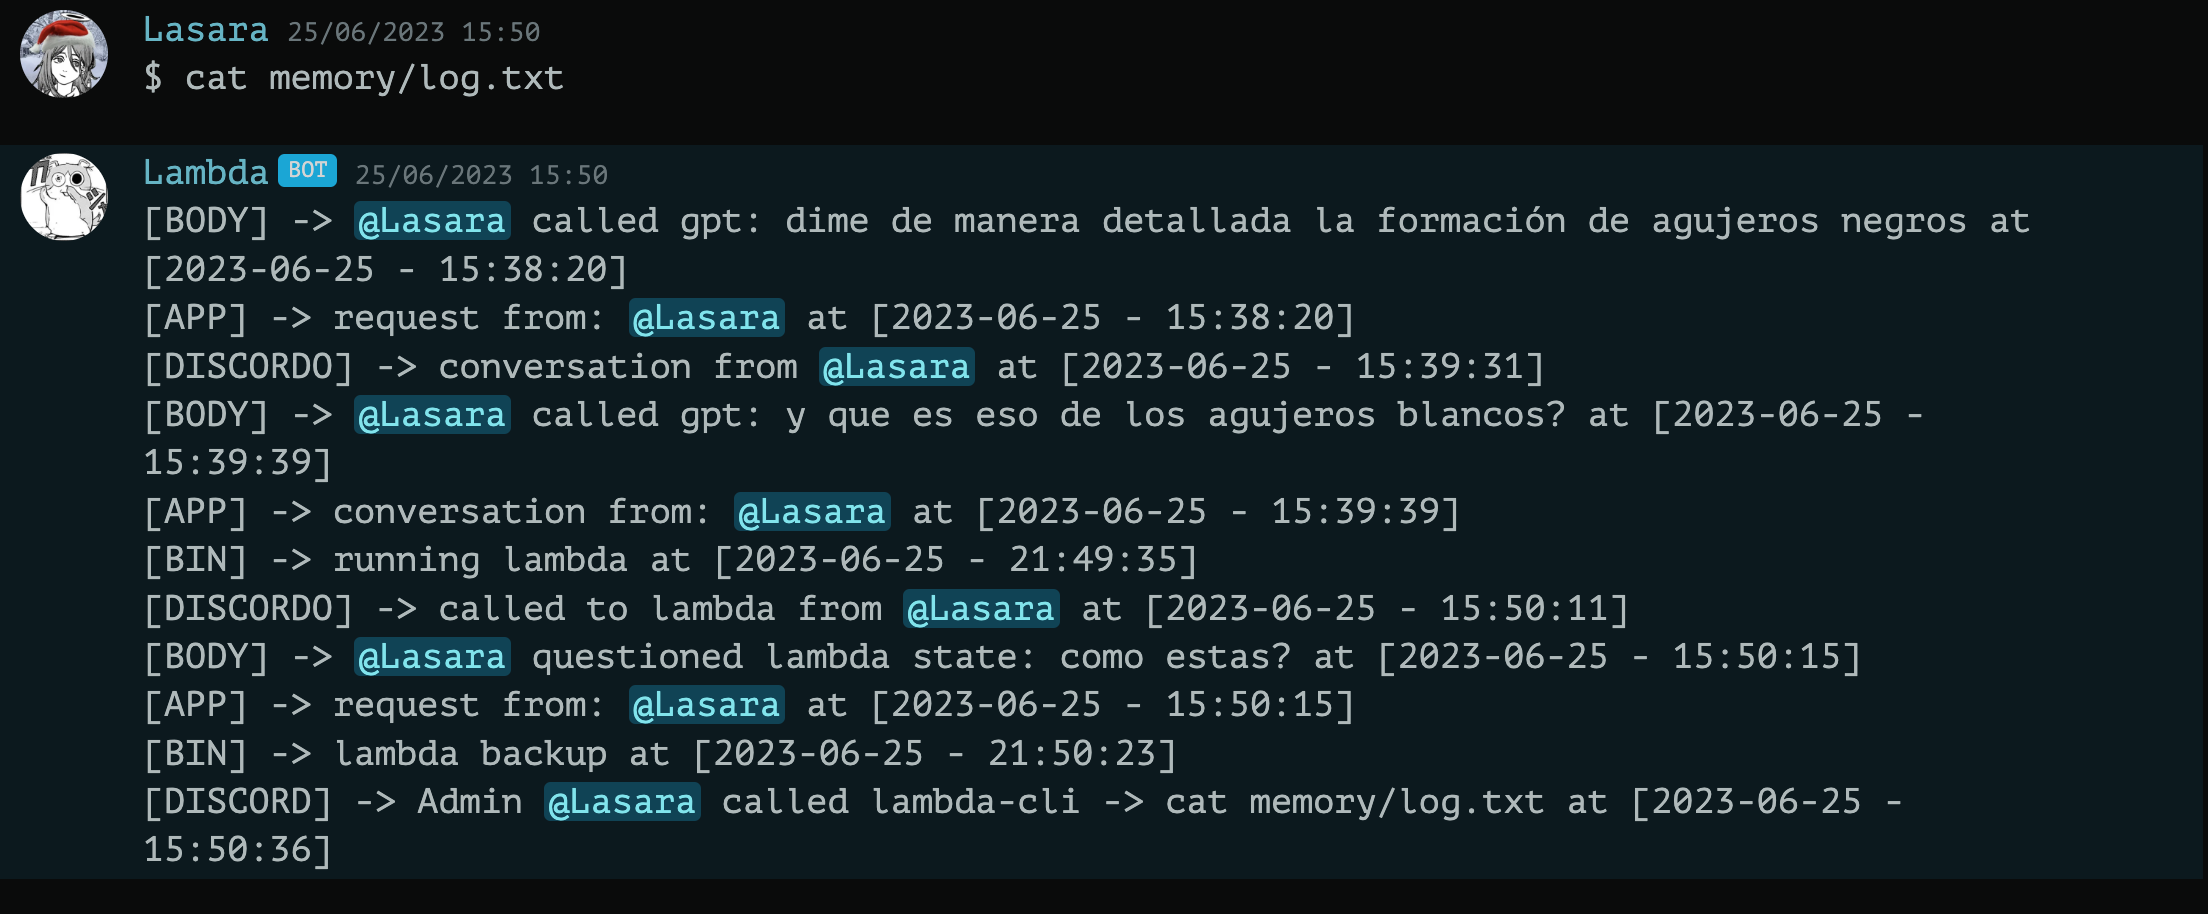 Lasara 25/06/2023 15:50
$ cat memory/log.txt
Lambda BOT 25/06/2023 15:50
[BODY] -> @Lasara called gpt: dime de manera detallada la formación de agujeros negros at
[2023-06-25 - 15:38:20]
[APP] -> request from: @Lasara at [2023-06-25 - 15:38:20]
[DISCORDO] -> conversation from @Lasara at [2023-06-25 - 15:39:31]
[BODY] -> @Lasara called gpt: y que es eso de los agujeros blancos? at [2023-06-25 -
15:39:39]
[APP] -> conversation from: @Lasara at [2023-06-25 - 15:39:39]
[BIN] -> running lambda at [2023-06-25 - 21:49:35]
[DISCORDO] -> called to lambda from @Lasara at [2023-06-25 - 15:50:11]
[BODY] -> @Lasara questioned lambda state: como estas? at [2023-06-25 - 15:50:15]
[APP] -> request from: @Lasara at [2023-06-25 - 15:50:15]
[BIN] -> lambda backup at [2023-06-25 - 21:50:23]
[DISCORD] -> Admin @Lasara called lambda-cli -> cat memory/log.txt at [2023-06-25 -
15:50:36]